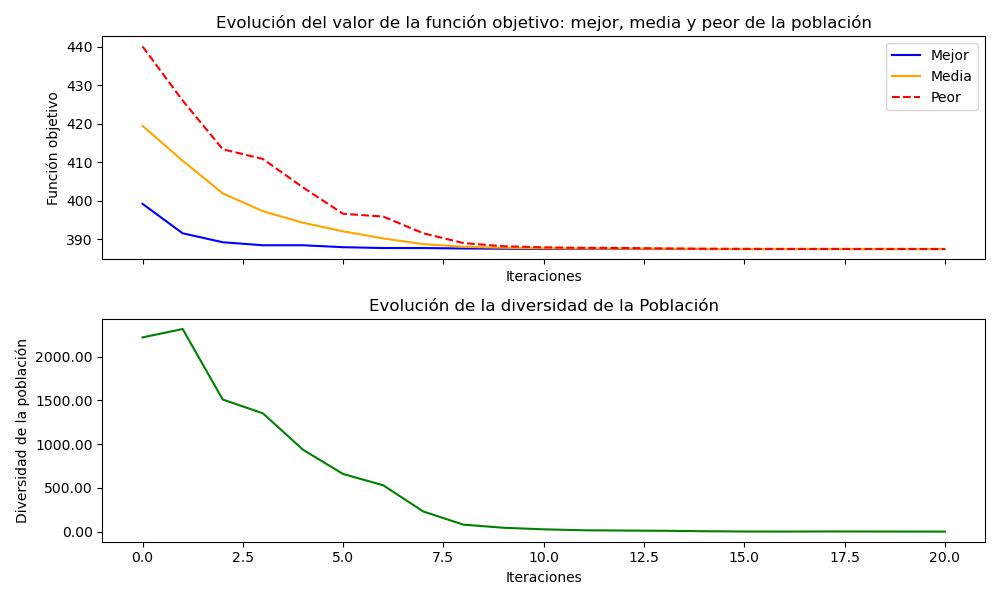 Evolución del valor de la función objetivo: mejor, media y peor de la población
Función objetivo
440
430
420
410
400
390
Mejor
Media
Peor
Iteraciones
Evolución de la diversidad de la Población
Diversidad de la población
2000.00
1500.00
1000.00
500.00
0.00
0.0 2.5 5.0 7.5 10.0 12.5 15.0 17.5 20.0
Iteraciones